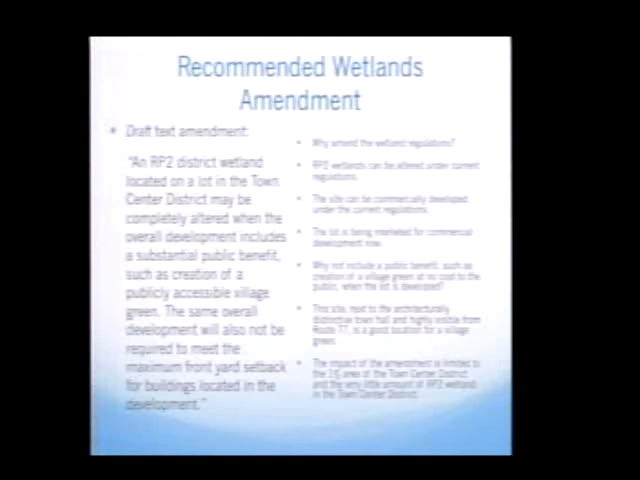 Recommended Wetlands
Amendment
Draft text amendment:
"An RP2 district wetland
located on a lot in the Town
Center District may be
completely altered when the
overall development includes
a substantial public benefit,
such as creation of a
publicly accessible village
green. The same overall
development will also not be
required to meet the
maximum front yard setback
for buildings located in the
development."
Why amend the wetland regulations?
RP2 wetlands can be altered under current
regulations.
The site can be commercially developed
under the current regulations.
The lot is being marketed for commercial
development now.
Why not include a public benefit, such as
creation of a village green at no cost to the
public, when the lot is developed?
This site, next to the architecturally
distinctive town hall and highly visible from
Route 77, is a good location for a village
green.
The impact of the amendment is limited to
the area of the Town Center District
and the very little amount of RP2 wetland
in the Town Center District.